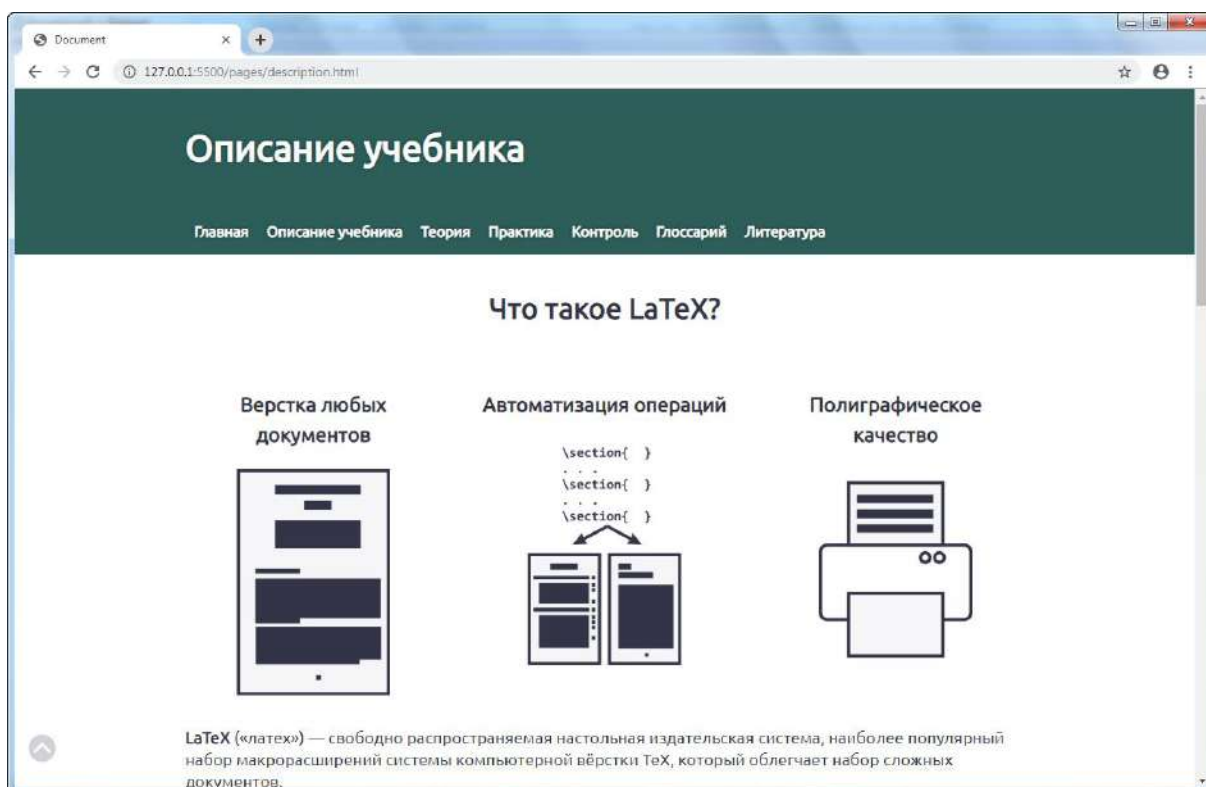 Document
127.0.0.1:5500/pages/description.html
Описание учебника
Главная Описание учебника Теория Практика Контроль Глоссарий Литература
Что такое LaTeX?
Верстка любых
документов
Автоматизация операций
\section{ }
. . .
\section{ }
. . .
\section{ }
Полиграфическое
качество
LaTeX («латех») — свободно распространяемая настольная издательская система, наиболее популярный
набор макрорасширений системы компьютерной вёрстки TeX, который облегчает набор сложных
документов.